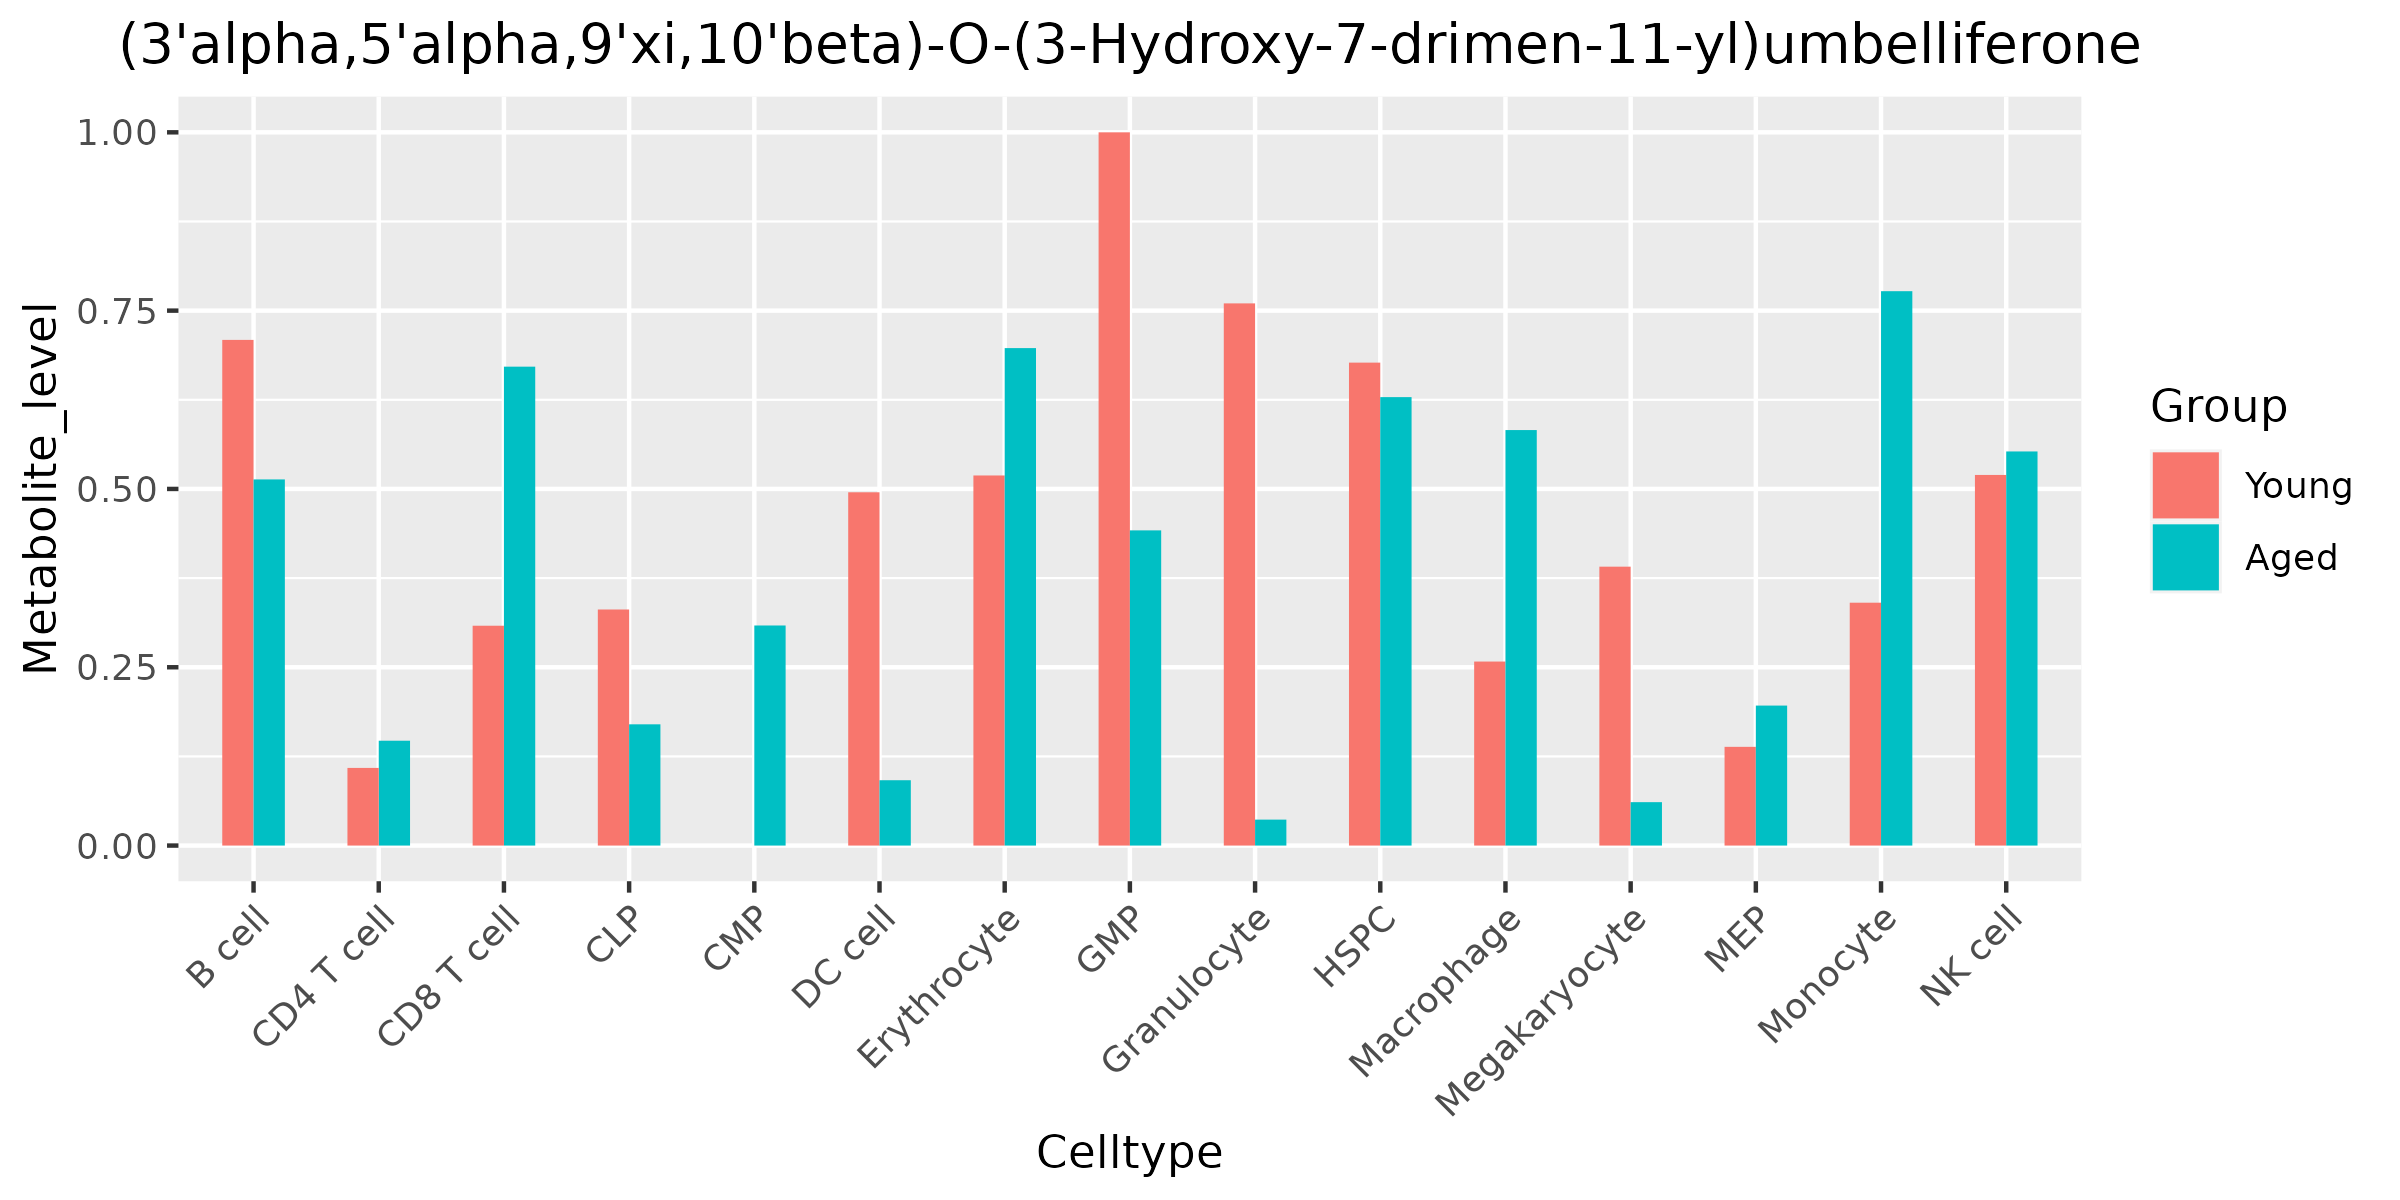 (3'alpha,5'alpha,9'xi,10'beta)-O-(3-Hydroxy-7-drimen-11-yl)umbelliferone
Metabolite_level
1.00
0.75
0.50
0.25
0.00
B cell
CD4 T cell
CD8 T cell
CLP
CMP
DC cell
Erythrocyte
GMP
Granulocyte
HSPC
Macrophage
Megakaryocyte
MEP
Monocyte
NK cell
Celltype
Group
Young
Aged